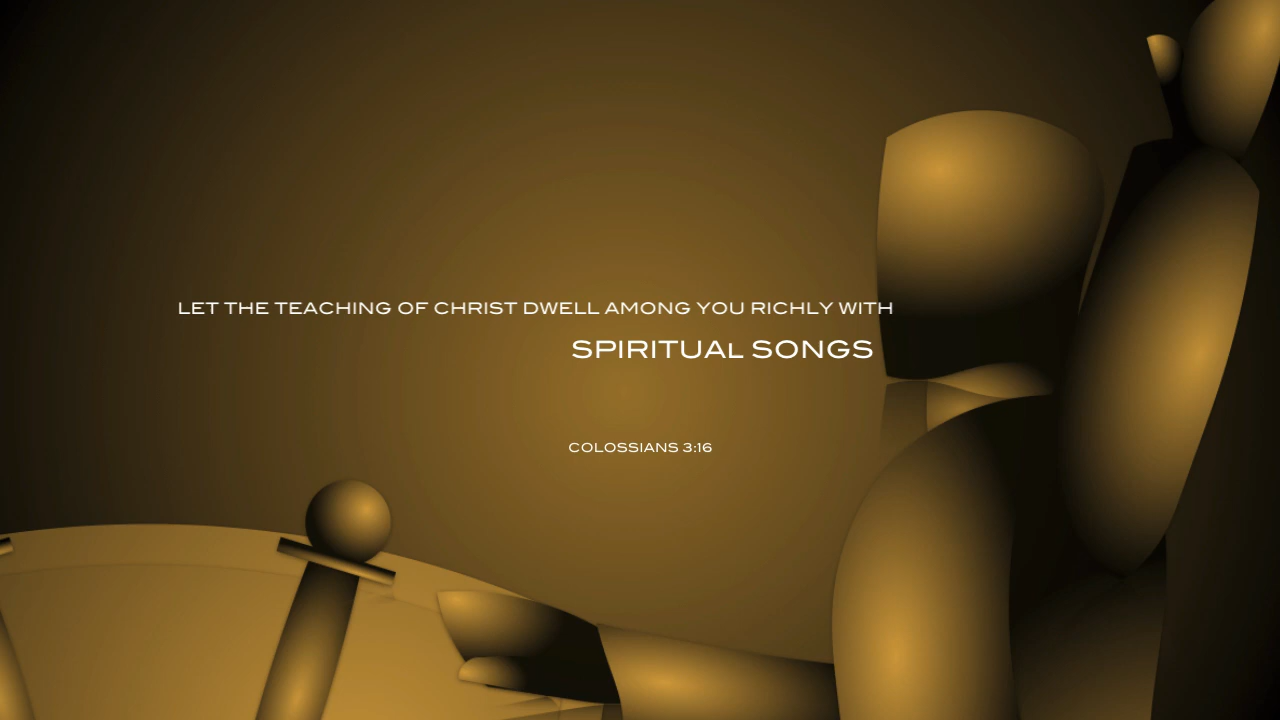 LET THE TEACHING OF CHRIST DWELL AMONG YOU RICHLY WITH
SPIRITUAL SONGS
COLOSSIANS 3:16